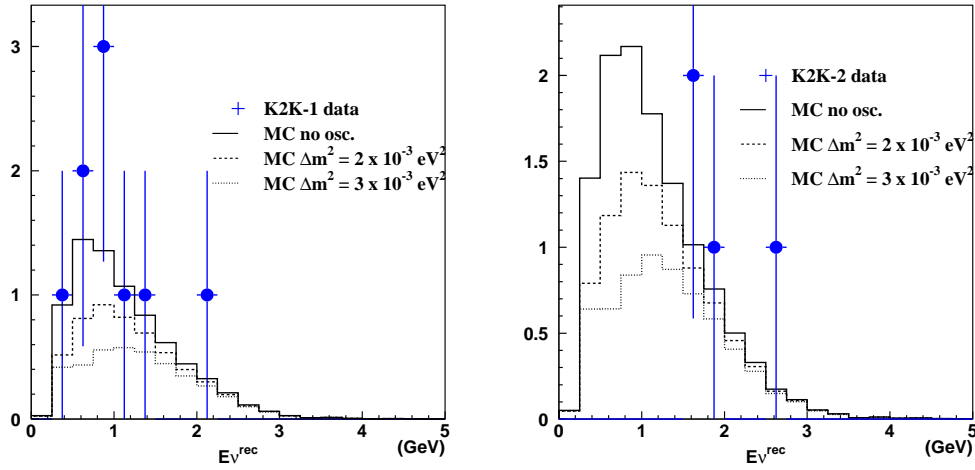 3
2
1
0
K2K-1 data
MC no osc.
MC Δm² = 2 x 10⁻³ eV²
MC Δm² = 3 x 10⁻³ eV²
0 1 2 3 4 5
Eν^rec
(GeV)
2
1.5
1
0.5
0
K2K-2 data
MC no osc.
MC Δm² = 2 x 10⁻³ eV²
MC Δm² = 3 x 10⁻³ eV²
0 1 2 3 4 5
Eν^rec
(GeV)